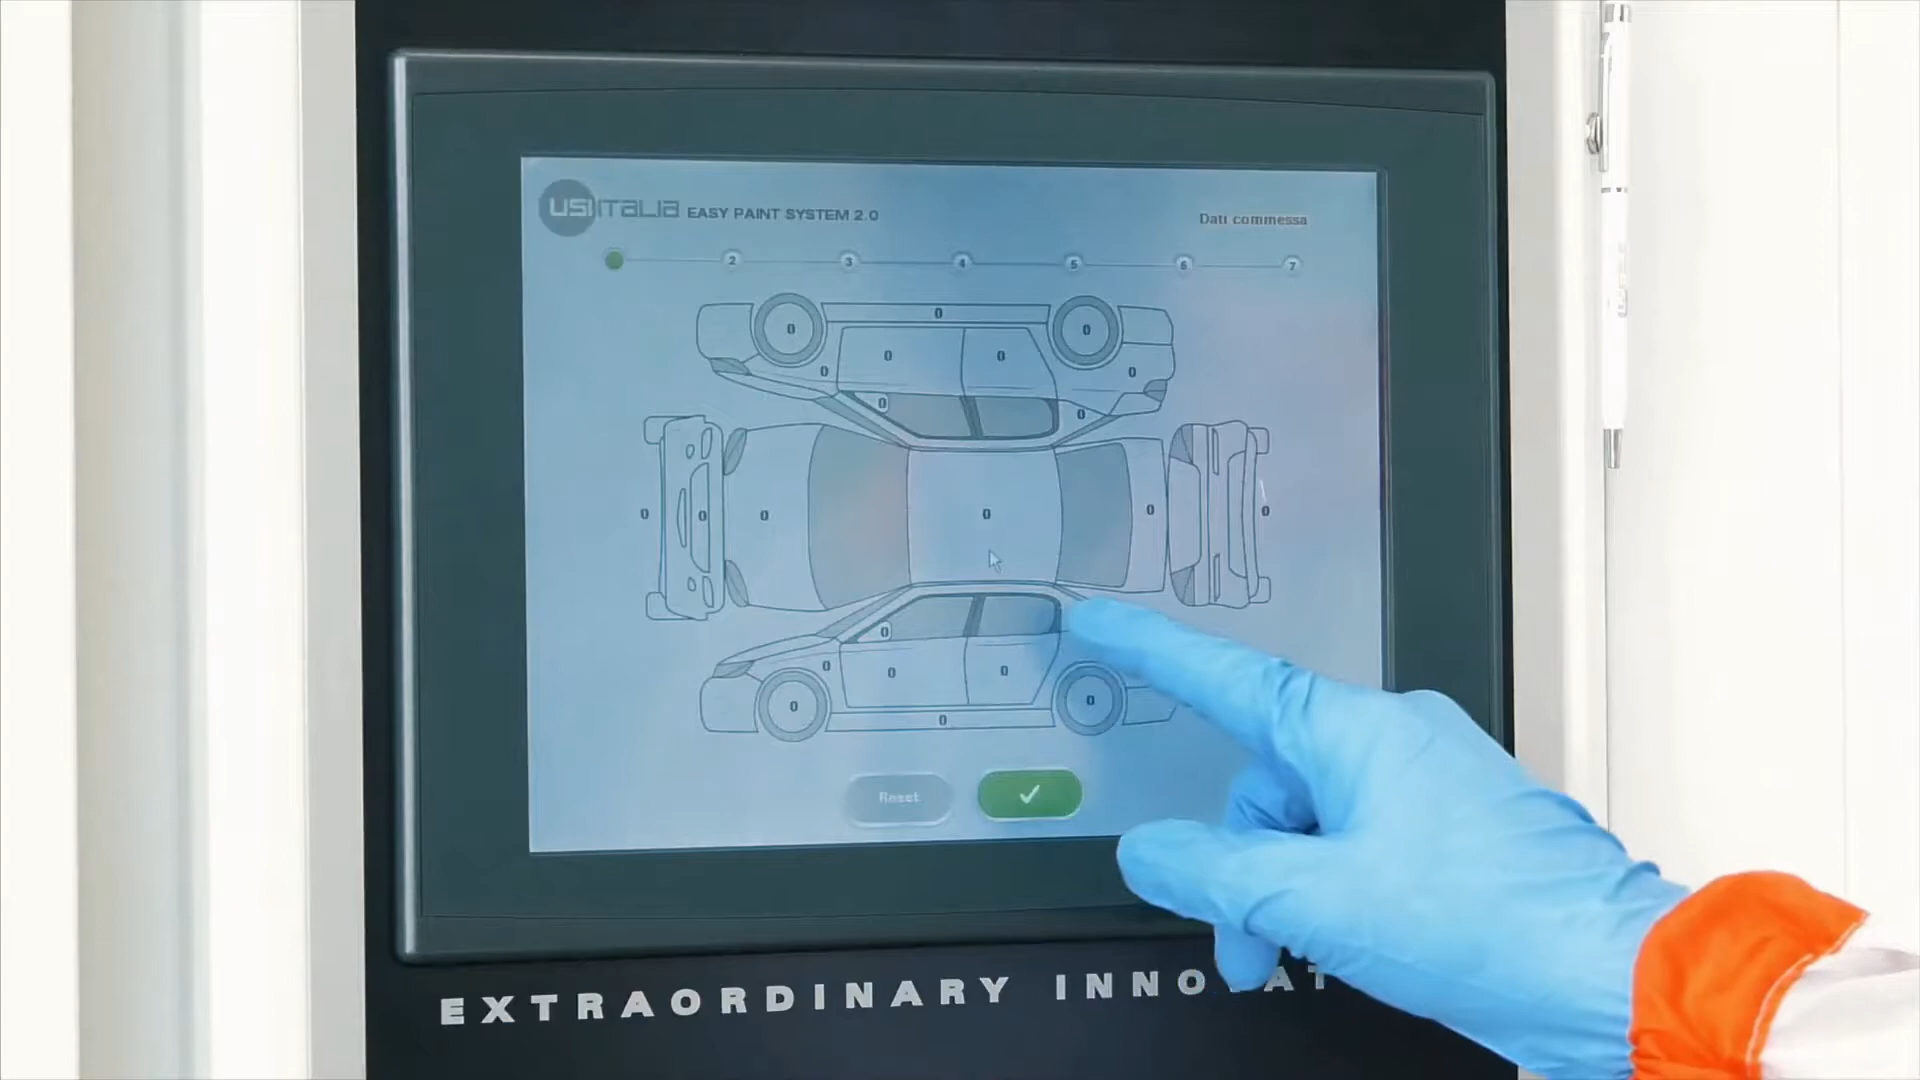 USI ITALIA EASY PAINT SYSTEM 2.0
Dati commessa
2 3 4 5 6 7
0
0 0
0 0
0 0
0 0
0 0 0 0 0 0
0
0 0 0
0 0
0
Reset
EXTRAORDINARY INNO